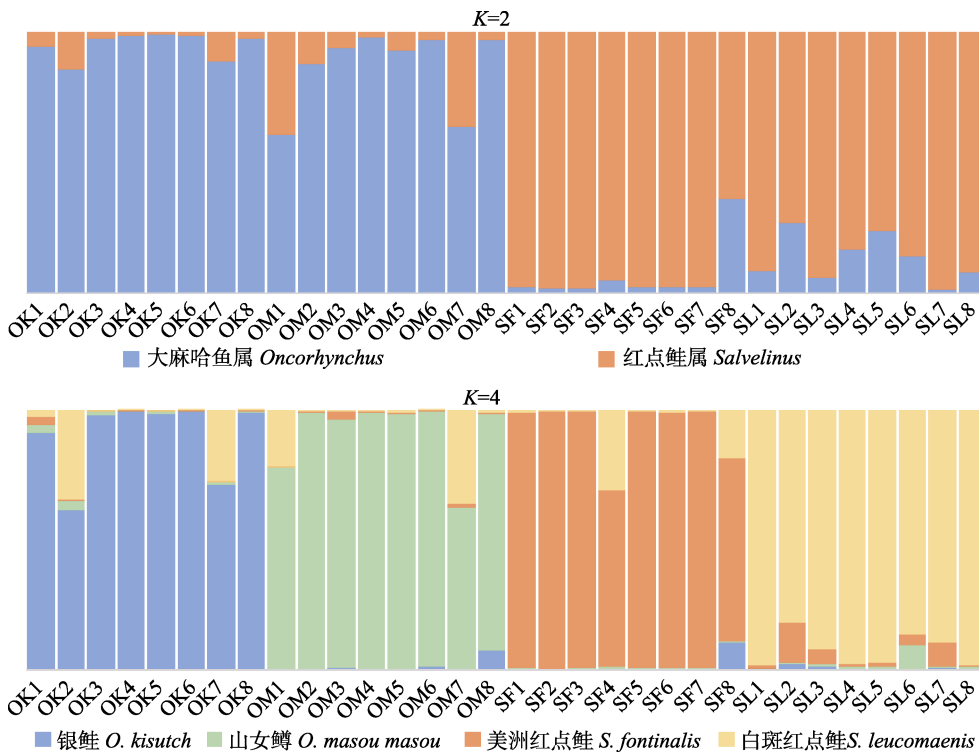 K=2
OK1 OK2 OK3 OK4 OK5 OK6 OK7 OK8 OM1 OM2 OM3 OM4 OM5 OM6 OM7 OM8 SF1 SF2 SF3 SF4 SF5 SF6 SF7 SF8 SL1 SL2 SL3 SL4 SL5 SL6 SL7 SL8
大麻哈鱼属 Oncorhynchus 红点鲑属 Salvelinus
K=4
OK1 OK2 OK3 OK4 OK5 OK6 OK7 OK8 OM1 OM2 OM3 OM4 OM5 OM6 OM7 OM8 SF1 SF2 SF3 SF4 SF5 SF6 SF7 SF8 SL1 SL2 SL3 SL4 SL5 SL6 SL7 SL8
银鲑 O. kisutch 山女鳟 O. masou masou 美洲红点鲑 S. fontinalis 白斑红点鲑 S. leucomaenis